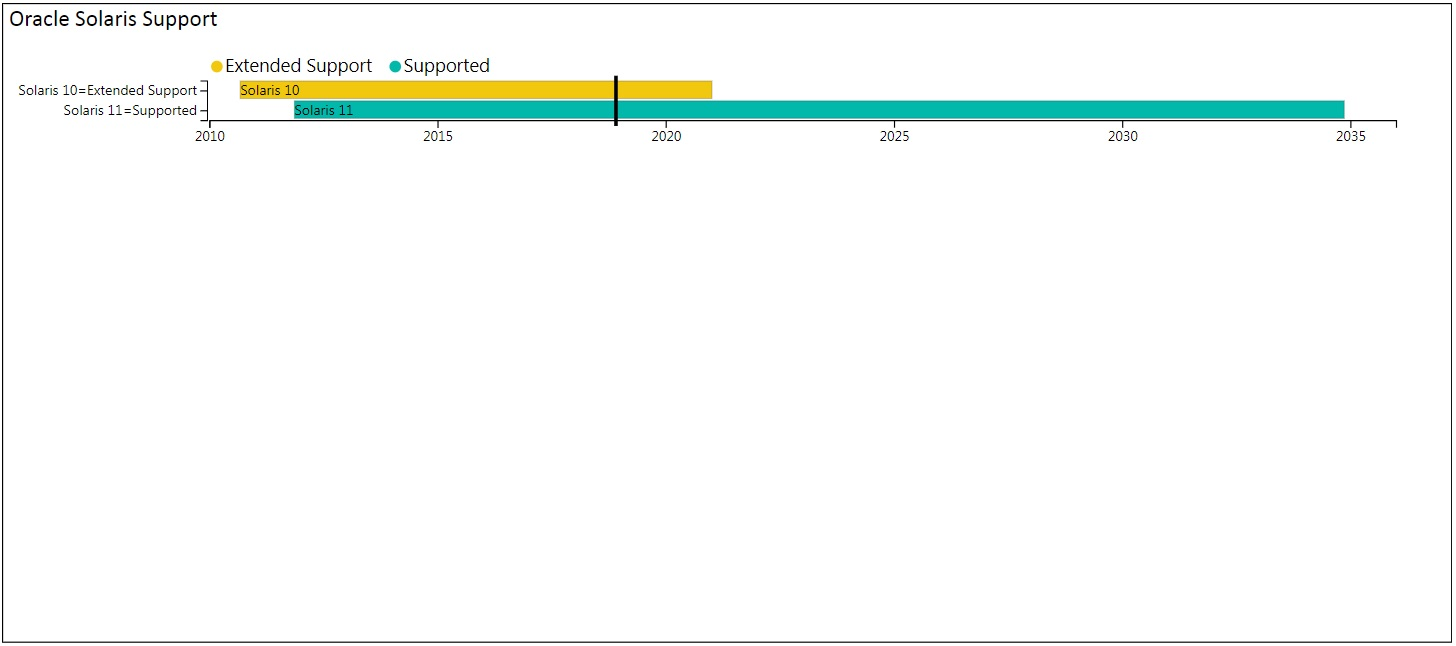 Oracle Solaris Support
Extended Support Supported
Solaris 10=Extended Support Solaris 10
Solaris 11=Supported Solaris 11
2010 2015 2020 2025 2030 2035